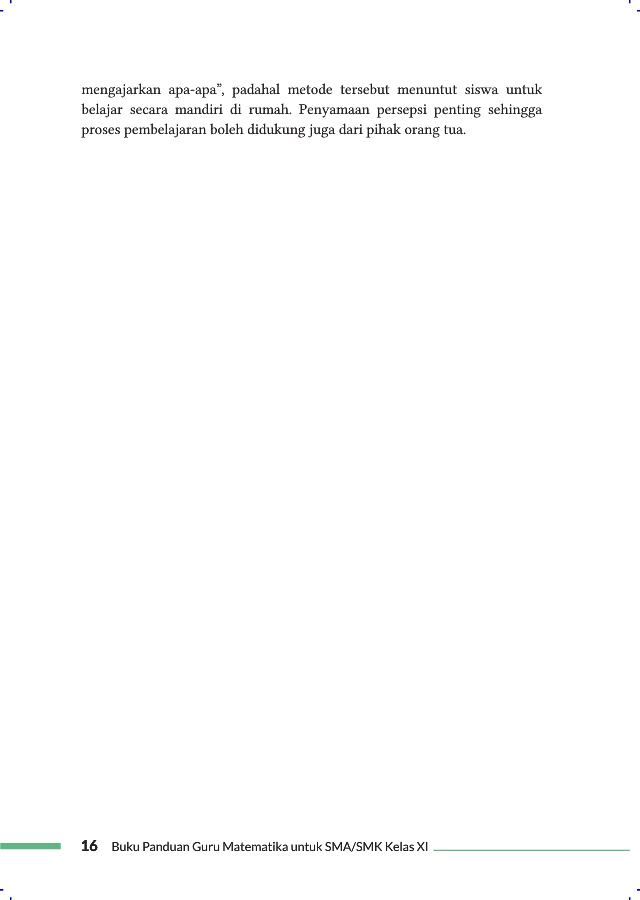 mengajarkan apa-apa”, padahal metode tersebut menuntut siswa untuk
belajar secara mandiri di rumah. Penyamaan persepsi penting sehingga
proses pembelajaran boleh didukung juga dari pihak orang tua.
16 Buku Panduan Guru Matematika untuk SMA/SMK Kelas XI